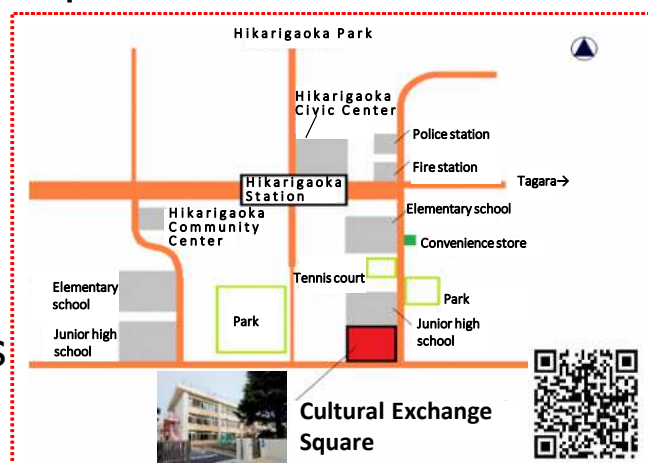 Hikarigaoka Park
Hikarigaoka
Civic Center
Police station
Fire station
Hikarigaoka
Station
Tagara→
Hikarigaoka
Community
Center
Elementary school
Convenience store
Tennis court
Elementary
school
Park
Park
Junior high
school
Junior high
school
Cultural Exchange
Square